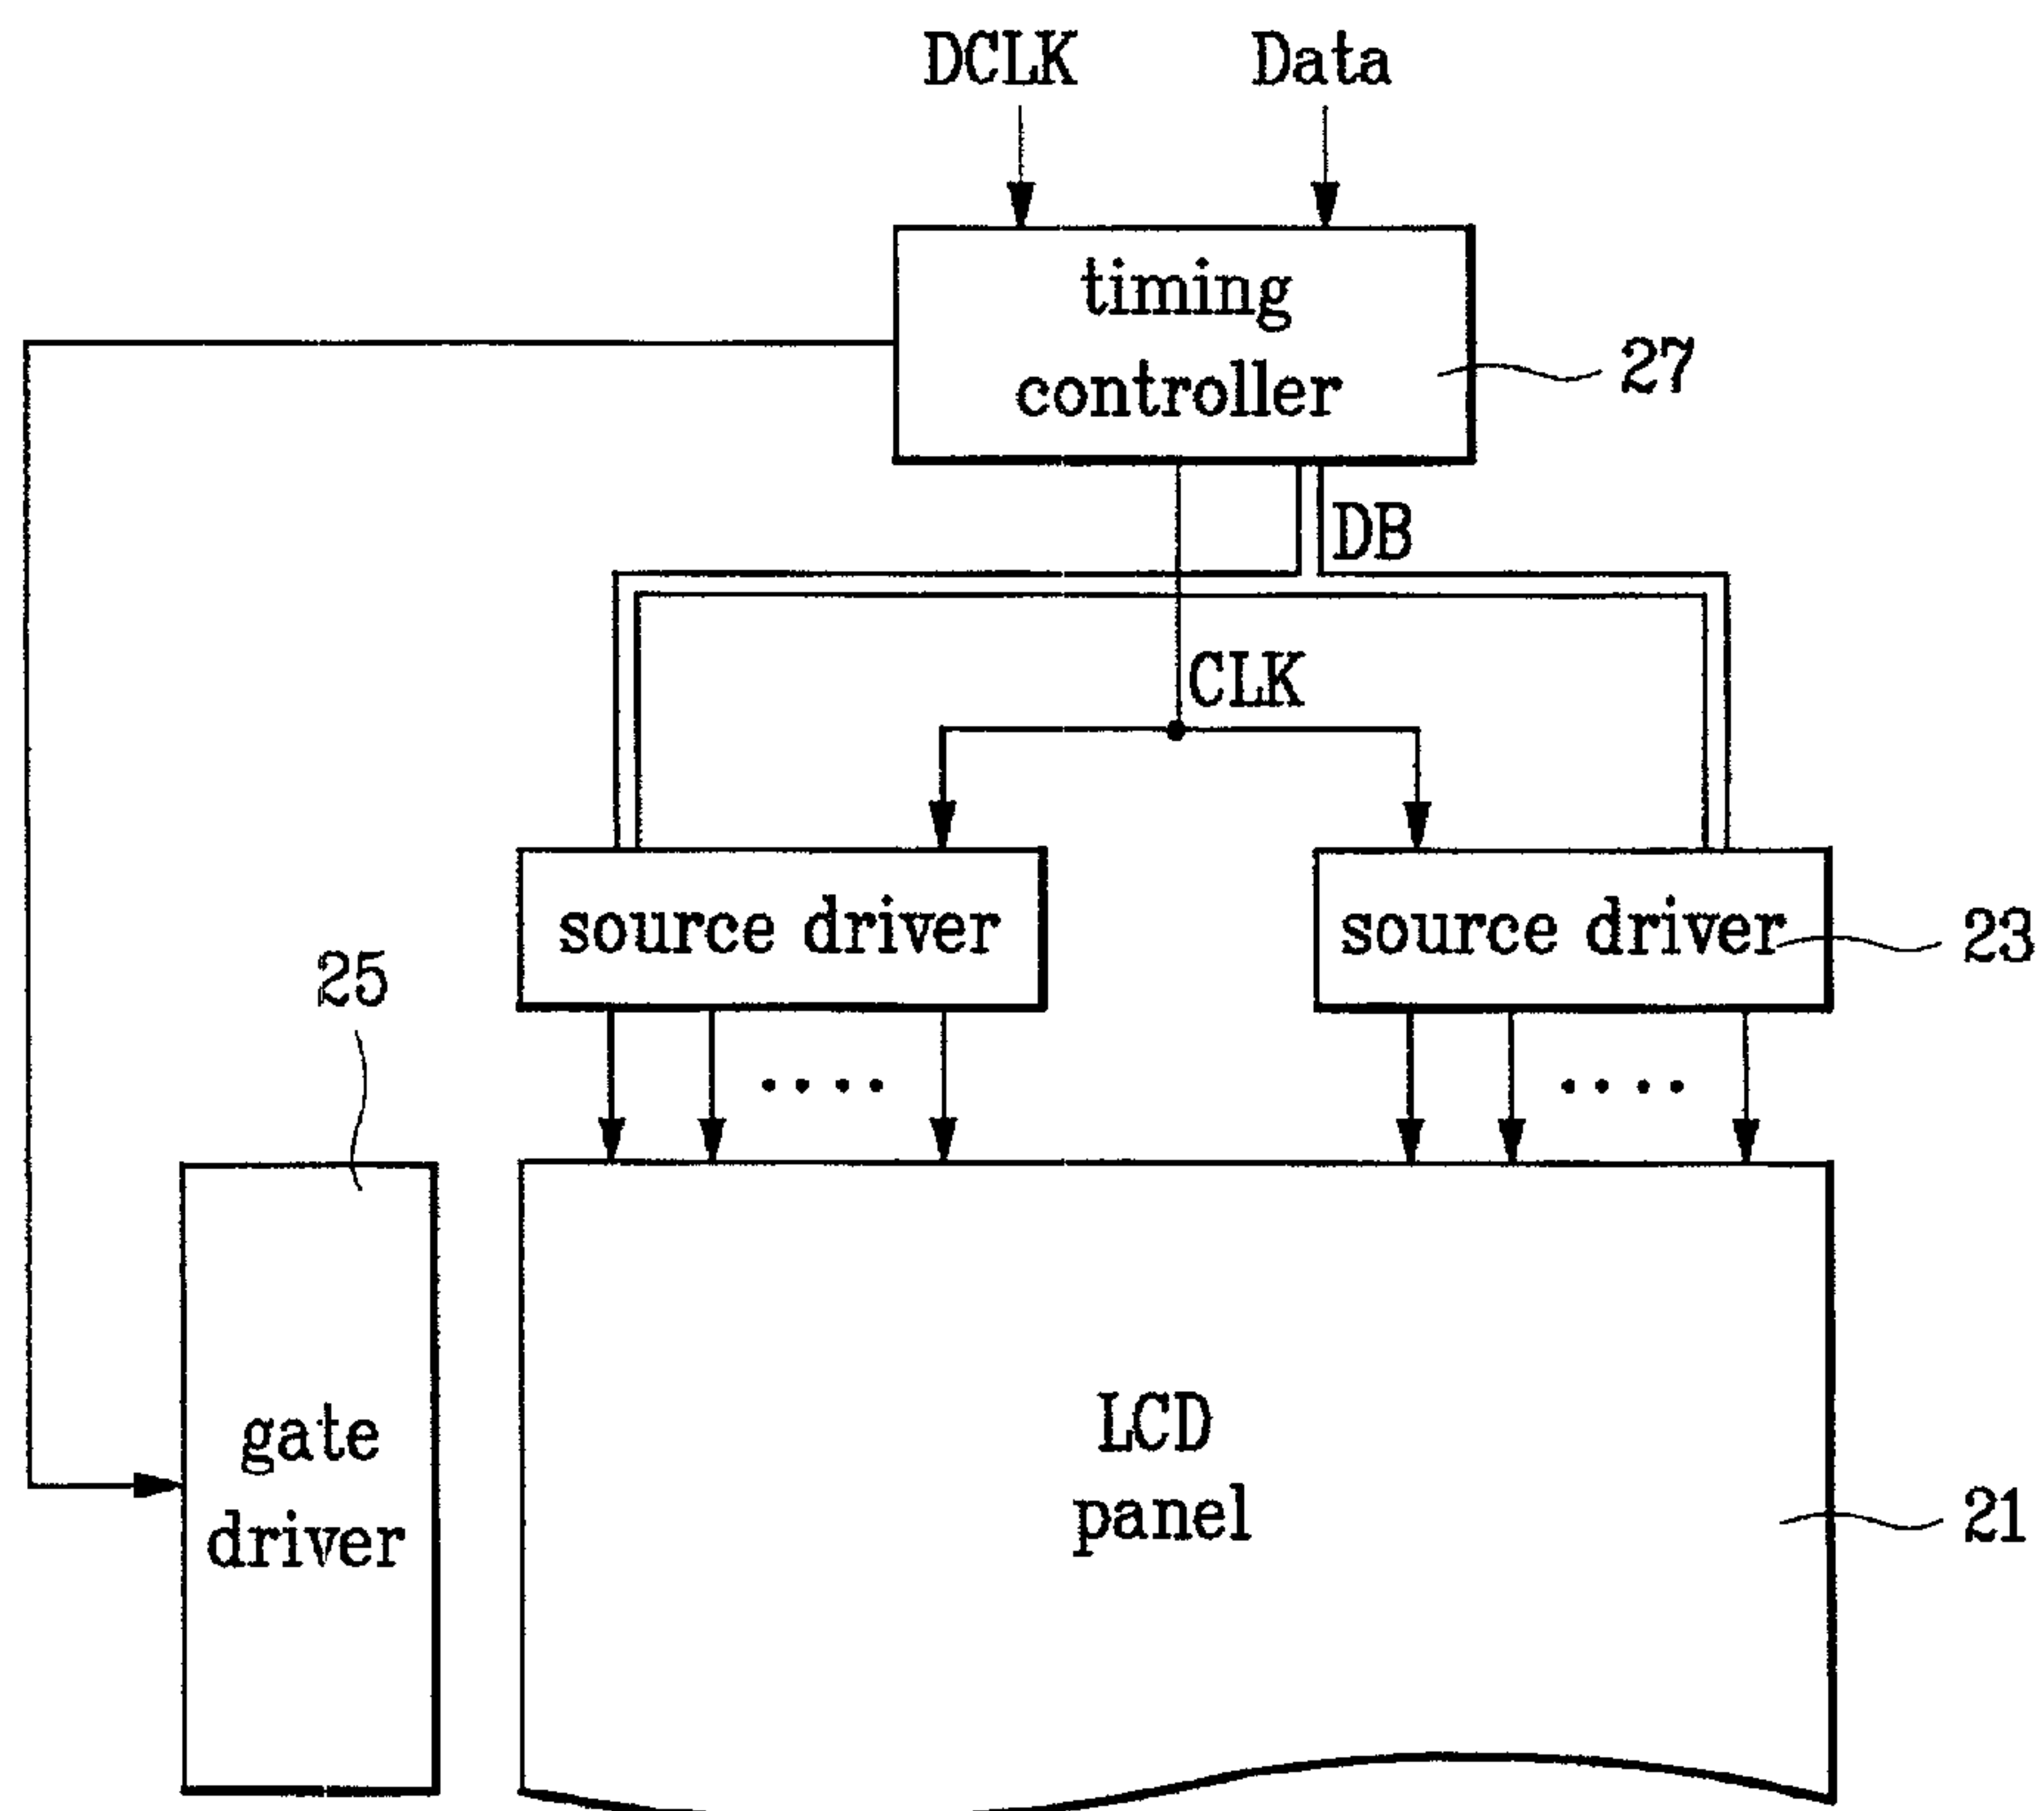 DCLK
Data
timing
controller
27
DB
CLK
source driver
source driver
23
25
gate
driver
LCD
panel
21